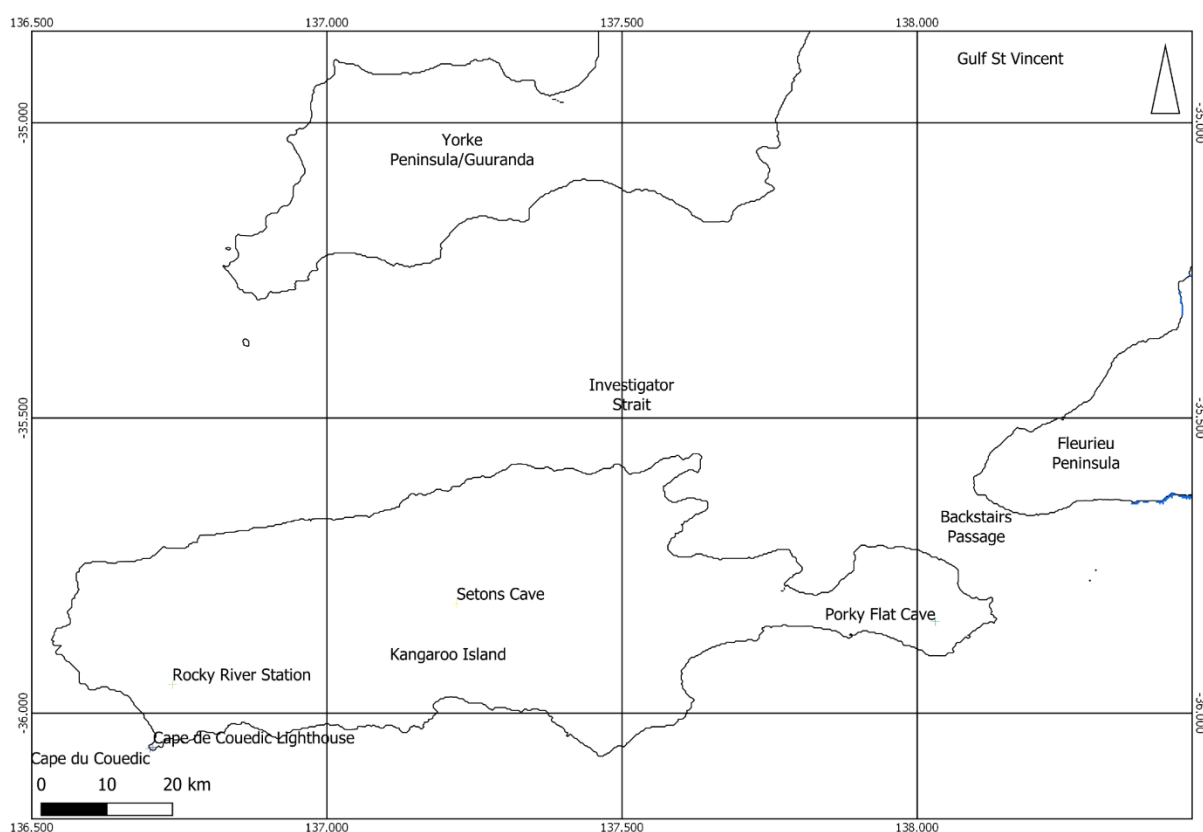 136.500
137.000
137.500
138.000
Gulf St Vincent
-35.000
-35.000
Yorke
Peninsula/Guuranda
Investigator
Strait
-35.500
-35.500
Fleurieu
Peninsula
Backstairs
Passage
Setons Cave
Porky Flat Cave
Kangaroo Island
Rocky River Station
-36.000
-36.000
Cape de Couedic Lighthouse
Cape du Couedic
0 10 20 km
136.500
137.000
137.500
138.000